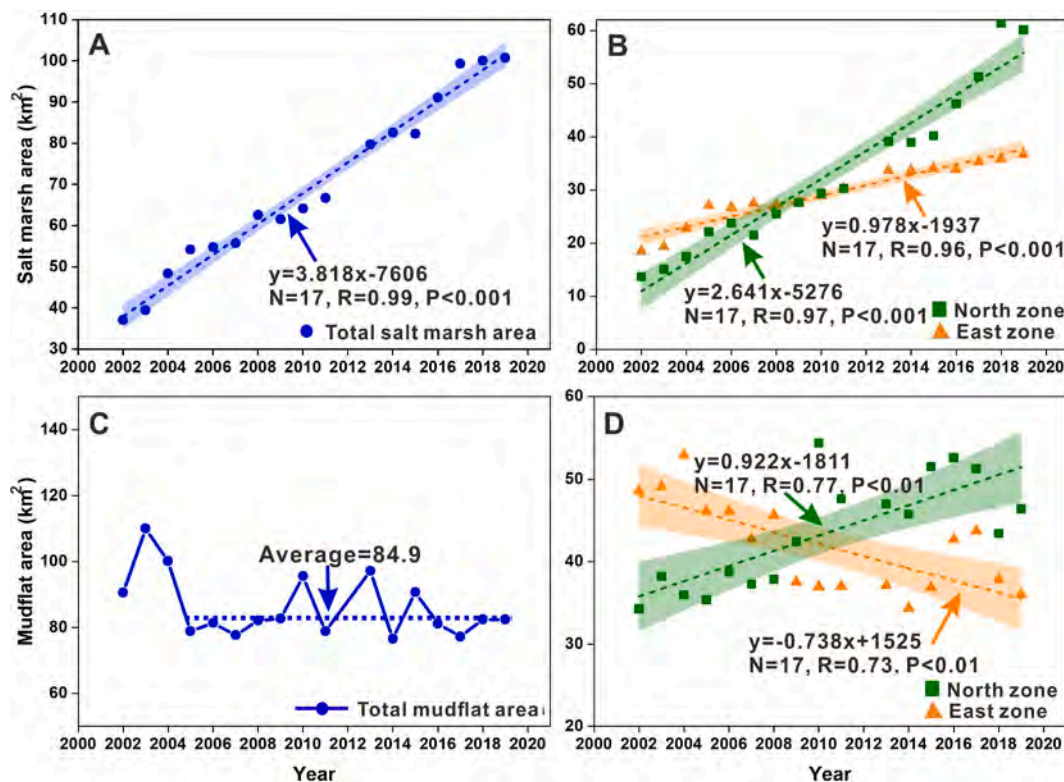 A
Salt marsh area (km²)
110
100
90
80
70
60
50
40
30
y=3.818x-7606
N=17, R=0.99, P<0.001
Total salt marsh area
2000 2002 2004 2006 2008 2010 2012 2014 2016 2018 2020
B
60
50
40
30
20
10
0
y=0.978x-1937
N=17, R=0.96, P<0.001
y=2.641x-5276
N=17, R=0.97, P<0.001
North zone
East zone
2000 2002 2004 2006 2008 2010 2012 2014 2016 2018 2020
C
Mudflat area (km²)
140
120
100
80
60
Average=84.9
Total mudflat area
2000 2002 2004 2006 2008 2010 2012 2014 2016 2018 2020
Year
D
60
50
40
30
20
y=0.922x-1811
N=17, R=0.77, P<0.01
y=-0.738x+1525
N=17, R=0.73, P<0.01
North zone
East zone
2000 2002 2004 2006 2008 2010 2012 2014 2016 2018 2020
Year